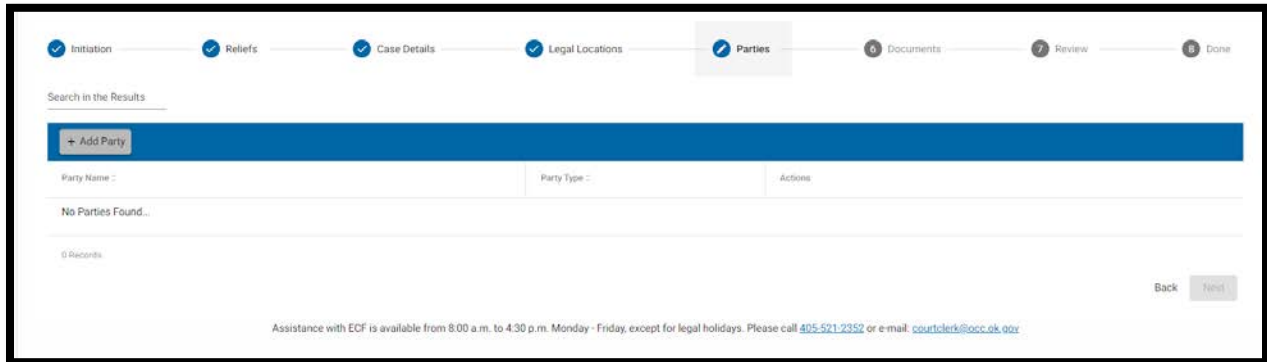 Initiation Reliefs Case Details Legal Locations Parties 6 Documents 7 Review 8 Done
Search in the Results
+ Add Party
Party Name Party Type Actions
No Parties Found...
0 Records
Back Next
Assistance with ECF is available from 8:00 a.m. to 4:30 p.m. Monday - Friday, except for legal holidays. Please call 405-521-2352 or e-mail: courtclerk@occ.ok.gov